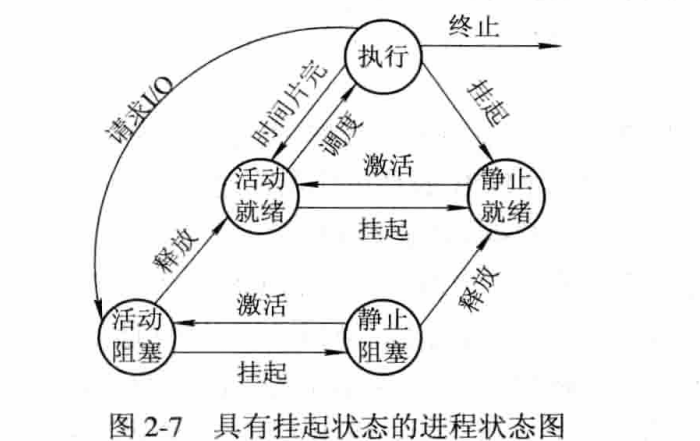 终止
执行
请求I/O
时间片完
调度
挂起
活动
就绪
激活
挂起
静止
就绪
释放
释放
活动
阻塞
激活
挂起
静止
阻塞
图 2-7 具有挂起状态的进程状态图